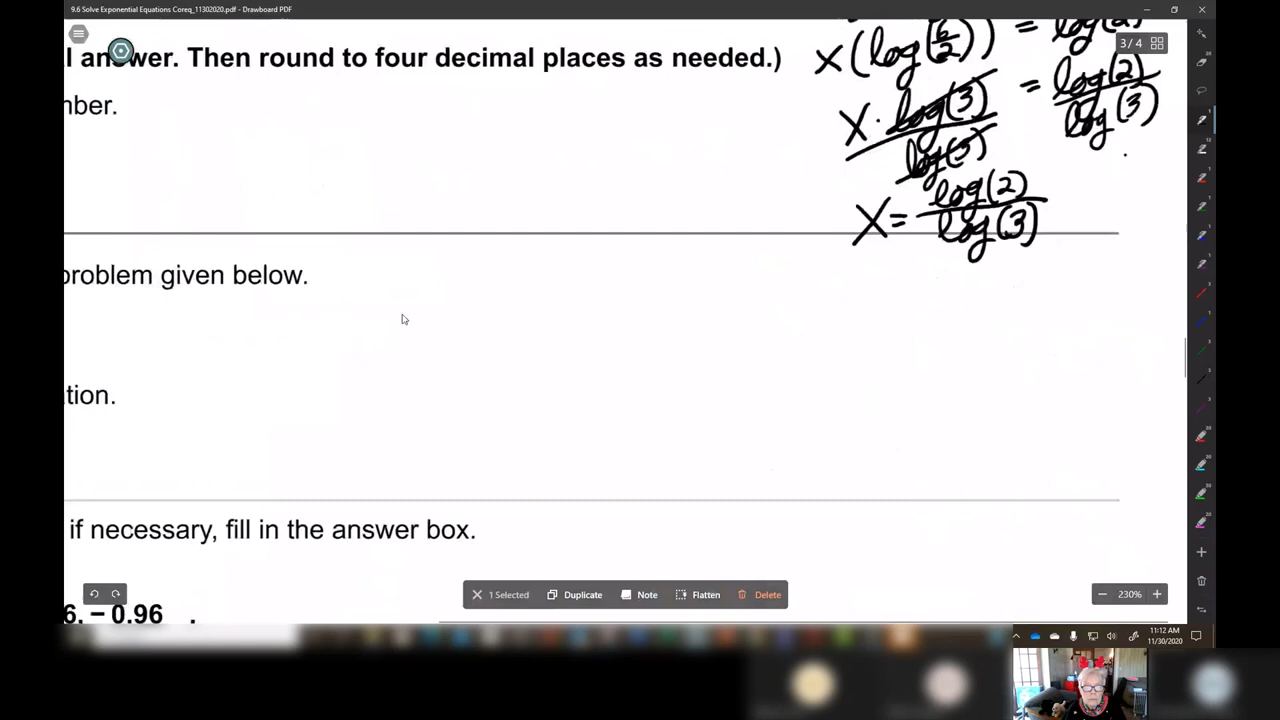 9.6 Solve Exponential Equations Coreq_11302020.pdf - Drawboard PDF
3/4
l answer. Then round to four decimal places as needed.)
x(log(6/2)) = log(2)
mber.
x·log(3)/log(3) = log(2)/log(3)
x = log(2)/log(3)
problem given below.
tion.
if necessary, fill in the answer box.
1 Selected Duplicate Note Flatten Delete
230%
6, − 0.96 .
11:12 AM
11/30/2020